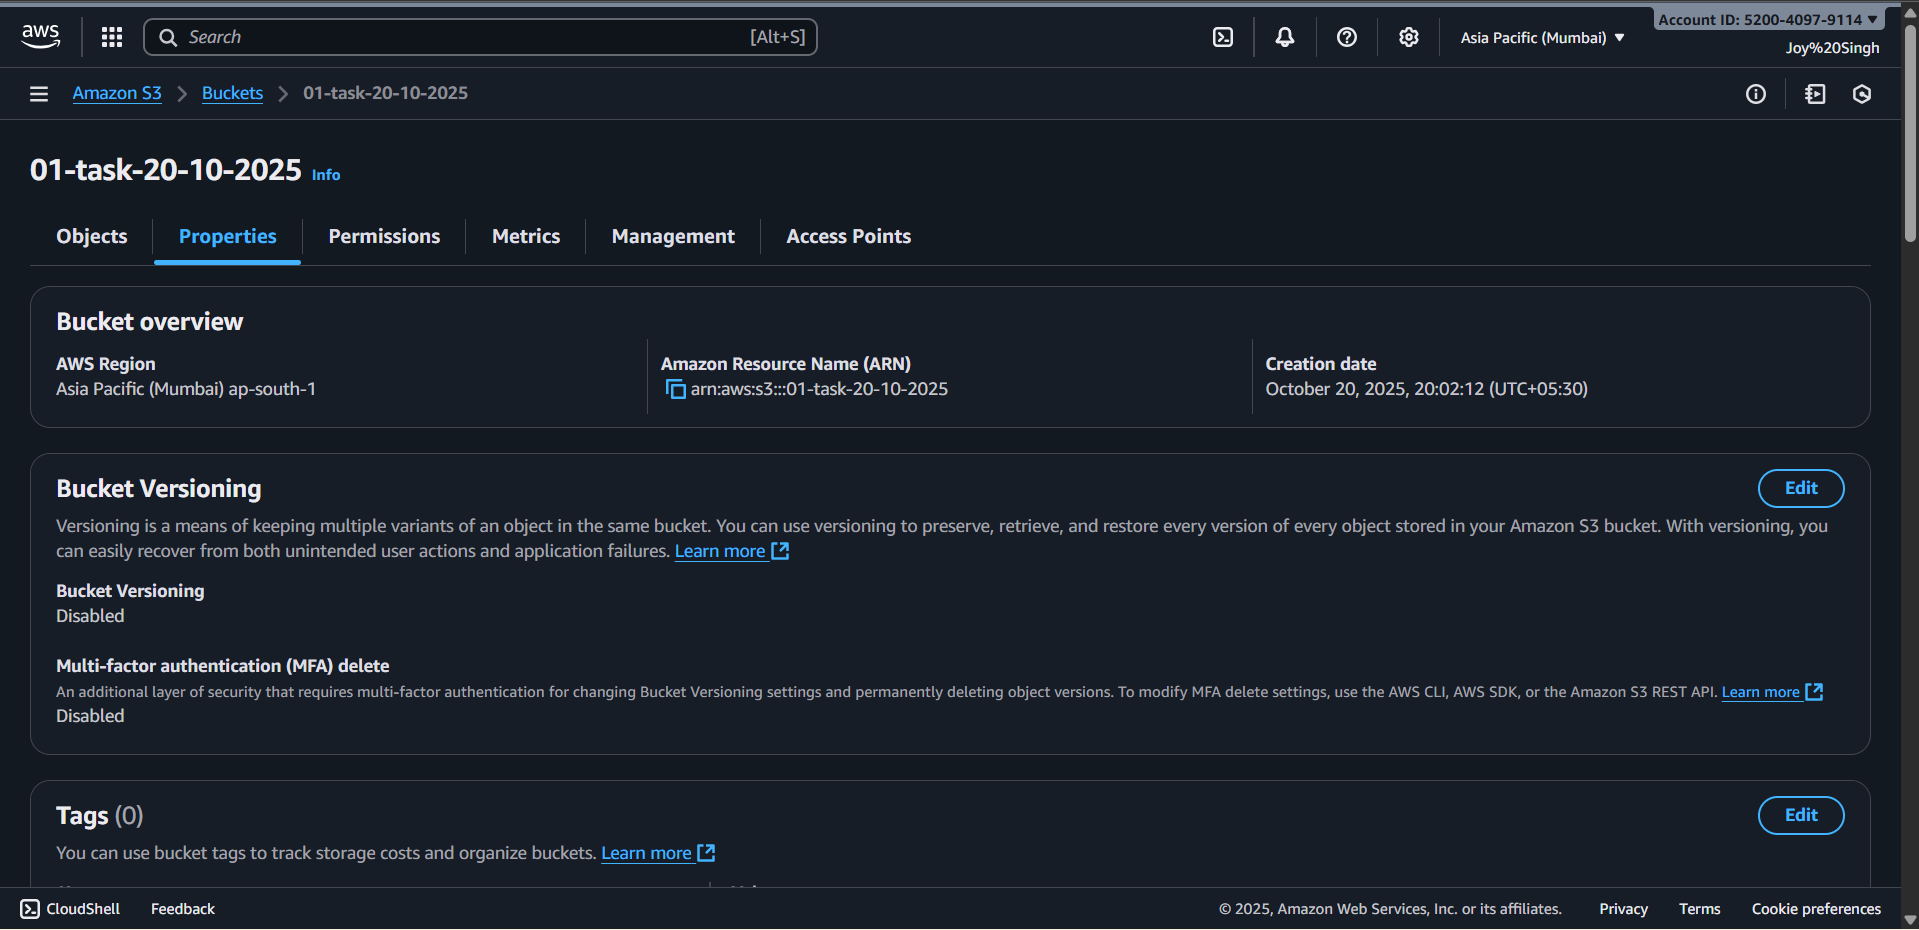 aws
Search
[Alt+S]
Asia Pacific (Mumbai)
Account ID: 5200-4097-9114
Joy%20Singh
Amazon S3
Buckets
01-task-20-10-2025
01-task-20-10-2025 Info
Objects
Properties
Permissions
Metrics
Management
Access Points
Bucket overview
AWS Region
Asia Pacific (Mumbai) ap-south-1
Amazon Resource Name (ARN)
arn:aws:s3:::01-task-20-10-2025
Creation date
October 20, 2025, 20:02:12 (UTC+05:30)
Bucket Versioning
Edit
Versioning is a means of keeping multiple variants of an object in the same bucket. You can use versioning to preserve, retrieve, and restore every version of every object stored in your Amazon S3 bucket. With versioning, you
can easily recover from both unintended user actions and application failures. Learn more
Bucket Versioning
Disabled
Multi-factor authentication (MFA) delete
An additional layer of security that requires multi-factor authentication for changing Bucket Versioning settings and permanently deleting object versions. To modify MFA delete settings, use the AWS CLI, AWS SDK, or the Amazon S3 REST API. Learn more
Disabled
Tags (0)
Edit
You can use bucket tags to track storage costs and organize buckets. Learn more
CloudShell
Feedback
© 2025, Amazon Web Services, Inc. or its affiliates.
Privacy
Terms
Cookie preferences